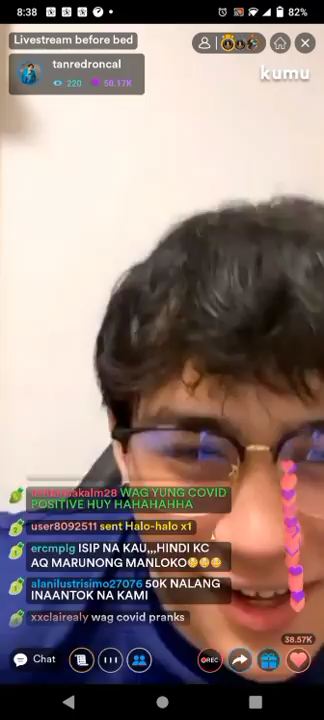 8:38
82%
Livestream before bed
tanredroncal
220 50.17K
kumu
WAG YUNG COVID
POSITIVE HUY HAHAHAHHA
user8092511 sent Halo-halo x1
ercmplg ISIP NA KAU,,,HINDI KC
AQ MARUNONG MANLOKO
alanilustrisimo27076 50K NALANG
INAANTOK NA KAMI
xxclairealy wag covid pranks
38.57K
Chat
REC